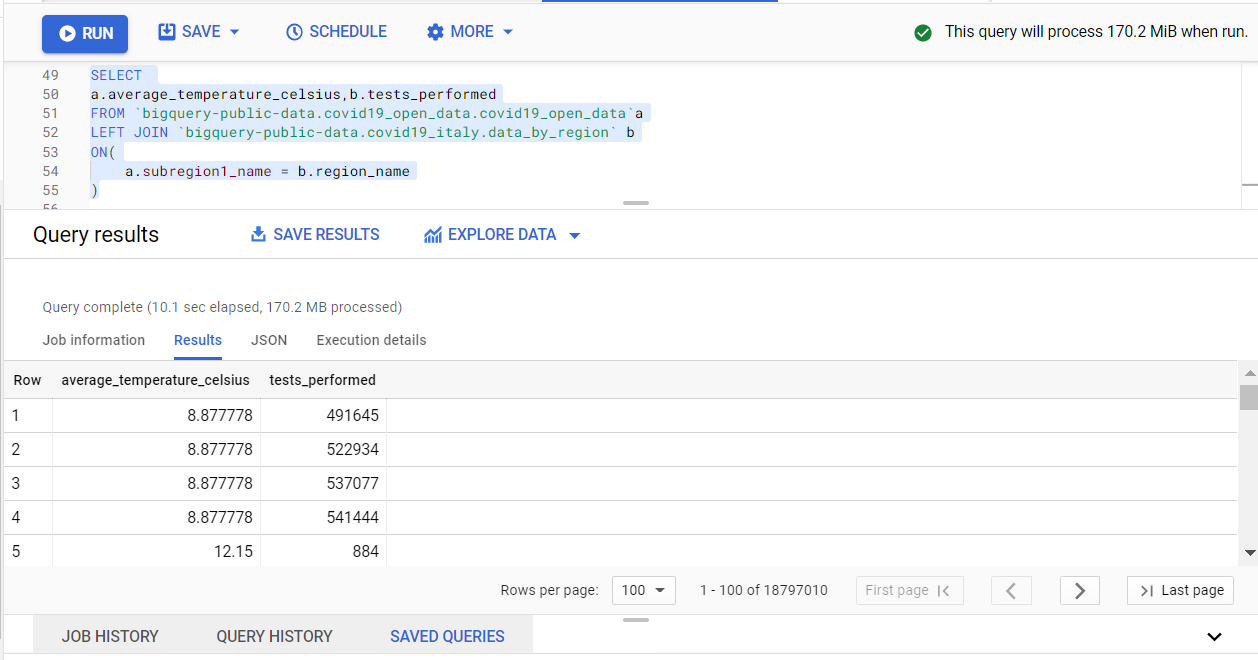 RUN SAVE SCHEDULE MORE This query will process 170.2 MiB when run.
49 SELECT
50 a.average_temperature_celsius,b.tests_performed
51 FROM `bigquery-public-data.covid19_open_data.covid19_open_data`a
52 LEFT JOIN `bigquery-public-data.covid19_italy.data_by_region` b
53 ON(
54 a.subregion1_name = b.region_name
55 )
56
Query results SAVE RESULTS EXPLORE DATA
Query complete (10.1 sec elapsed, 170.2 MB processed)
Job information Results JSON Execution details
Row average_temperature_celsius tests_performed
1 8.877778 491645
2 8.877778 522934
3 8.877778 537077
4 8.877778 541444
5 12.15 884
Rows per page: 100 1 - 100 of 18797010 First page Last page
JOB HISTORY QUERY HISTORY SAVED QUERIES